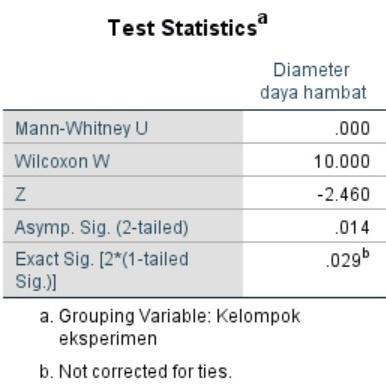 Test Statistics^a
Diameter
daya hambat
Mann-Whitney U .000
Wilcoxon W 10.000
Z -2.460
Asymp. Sig. (2-tailed) .014
Exact Sig. [2*(1-tailed .029^b
Sig.)]
a. Grouping Variable: Kelompok
eksperimen
b. Not corrected for ties.